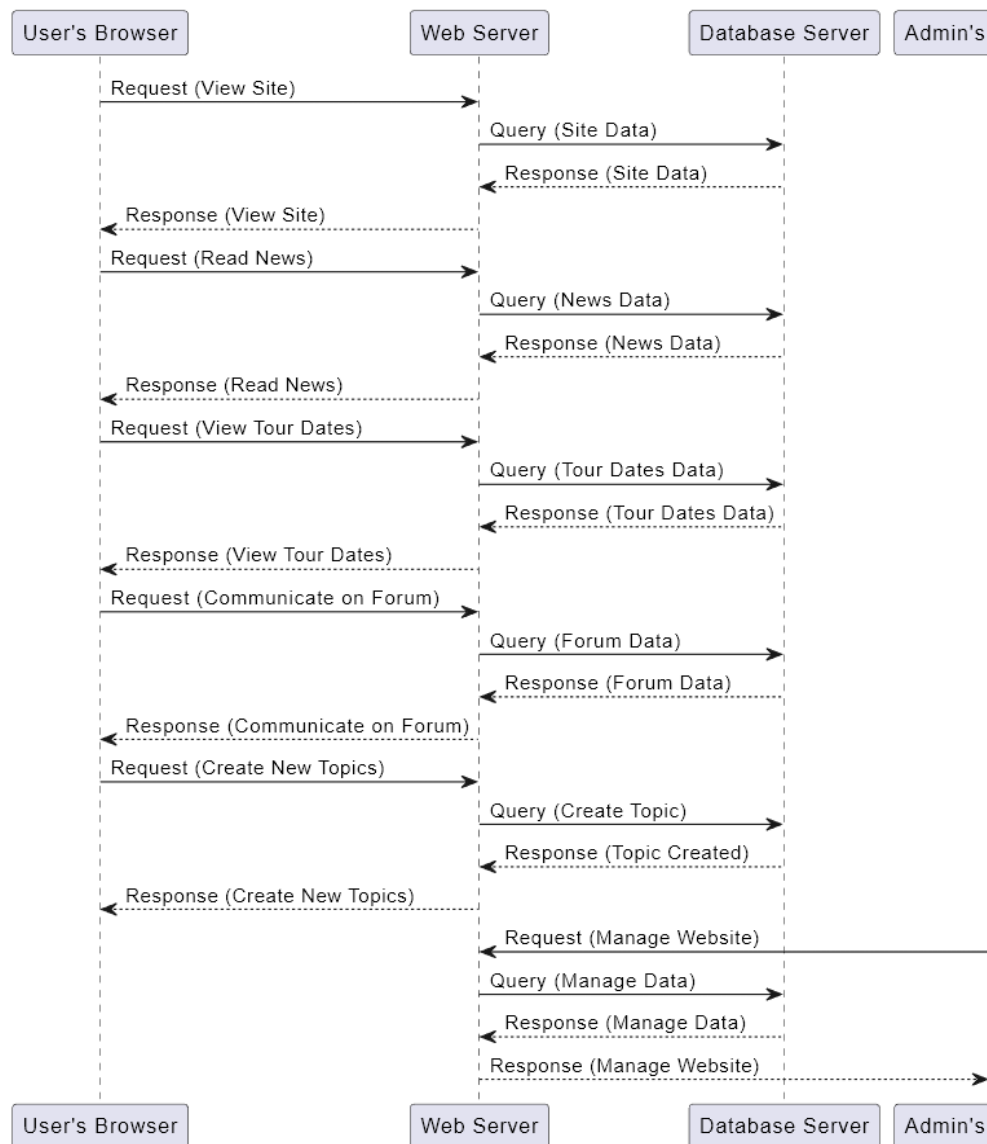 User's Browser Web Server Database Server Admin's
Request (View Site)
Query (Site Data)
Response (Site Data)
Response (View Site)
Request (Read News)
Query (News Data)
Response (News Data)
Response (Read News)
Request (View Tour Dates)
Query (Tour Dates Data)
Response (Tour Dates Data)
Response (View Tour Dates)
Request (Communicate on Forum)
Query (Forum Data)
Response (Forum Data)
Response (Communicate on Forum)
Request (Create New Topics)
Query (Create Topic)
Response (Topic Created)
Response (Create New Topics)
Request (Manage Website)
Query (Manage Data)
Response (Manage Data)
Response (Manage Website)
User's Browser Web Server Database Server Admin's